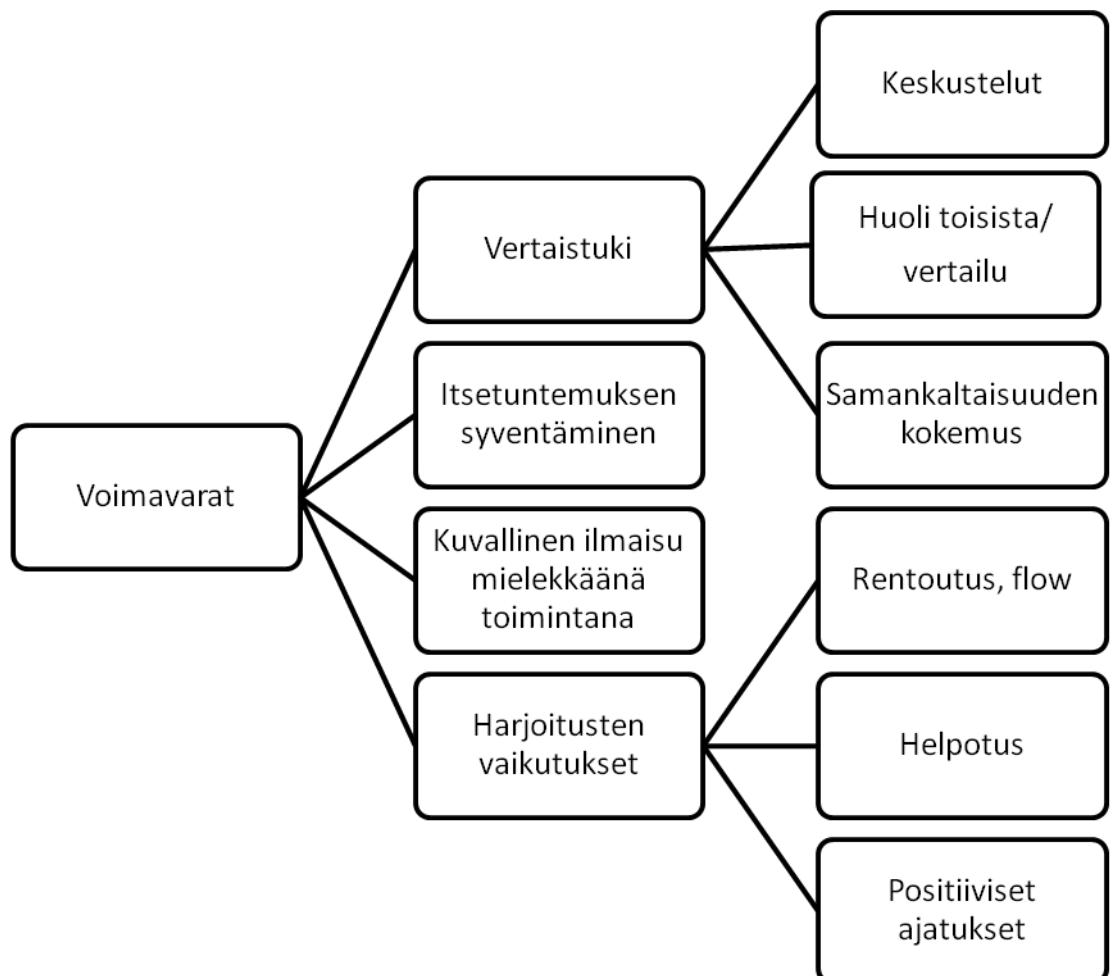 Voimavarat
Vertaistuki
Itsetuntemuksen
syventäminen
Kuvallinen ilmaisu
mielekkäänä
toimintana
Harjoitusten
vaikutukset
Keskustelut
Huoli toisista/
vertailu
Samankaltaisuuden
kokemus
Rentoutus, flow
Helpotus
Positiiviset
ajatukset